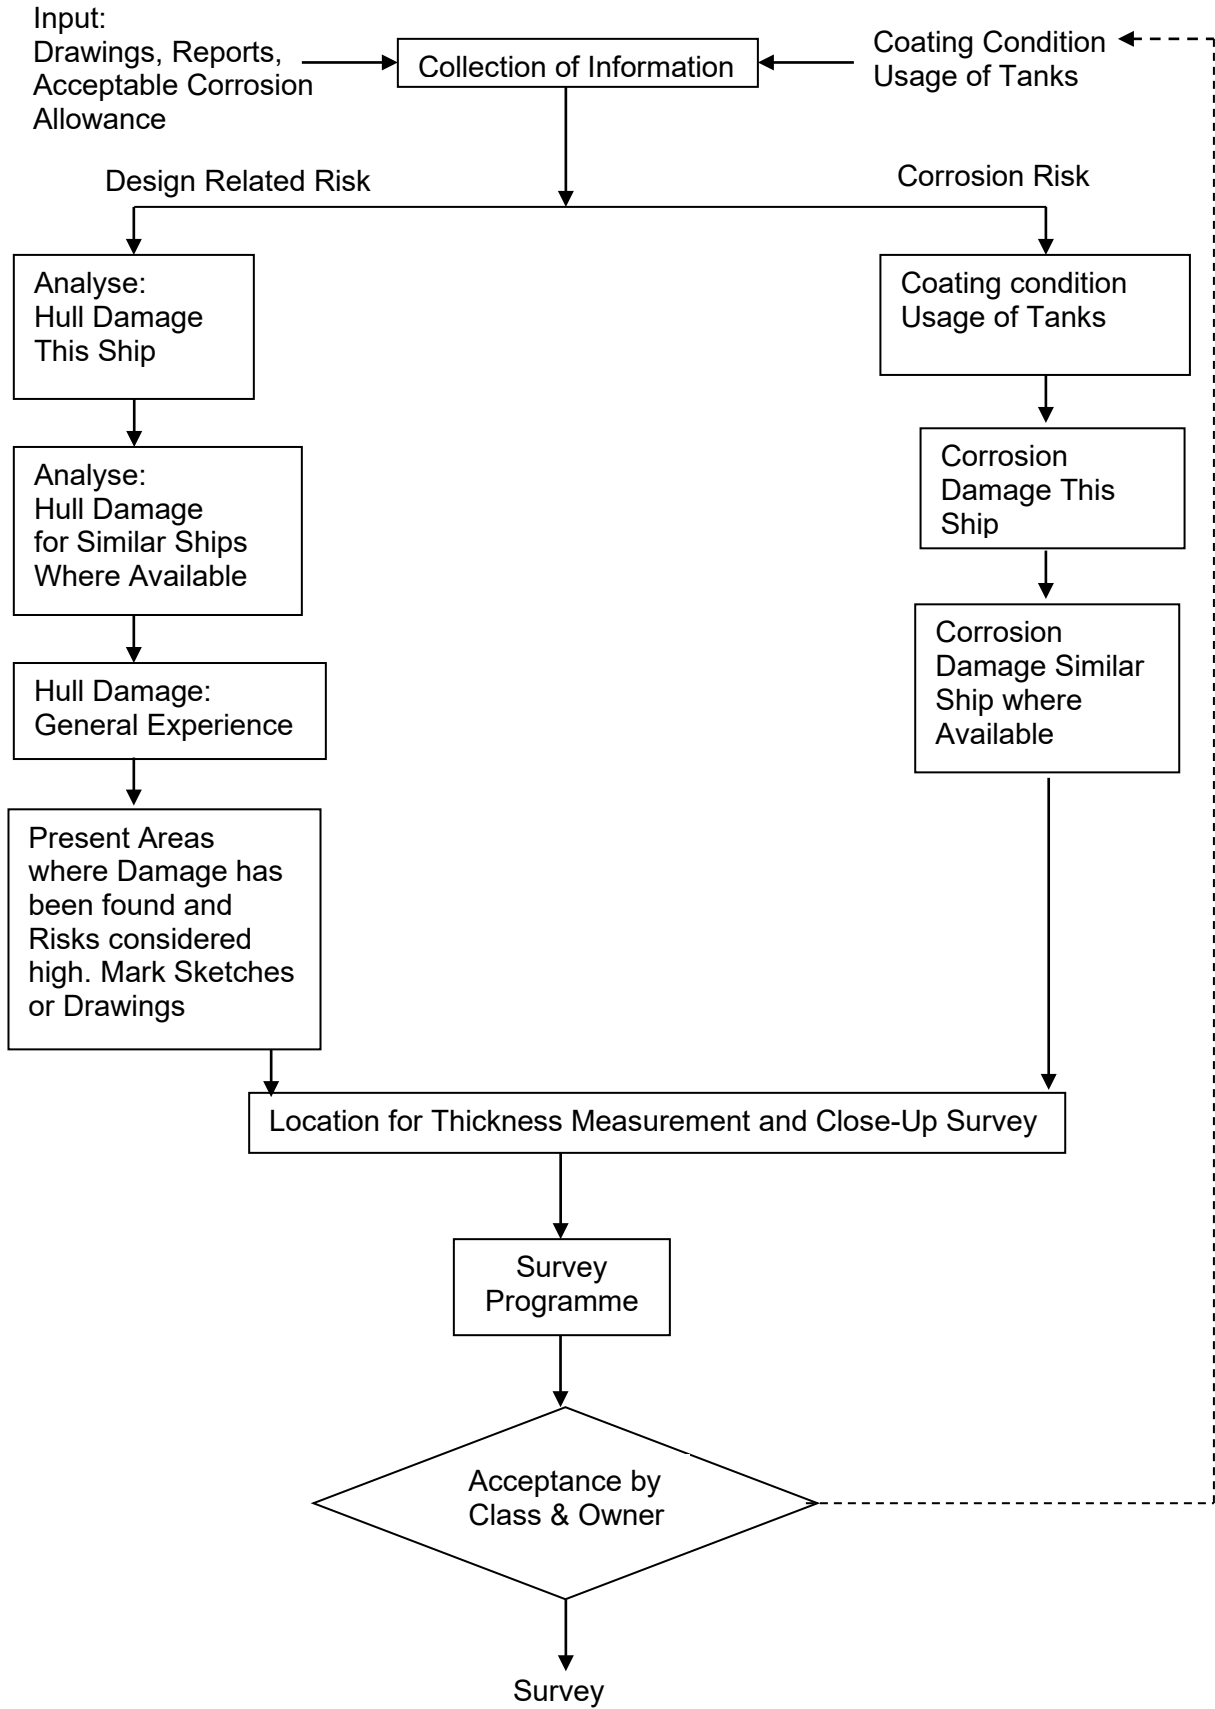 Input:
Drawings, Reports,
Acceptable Corrosion
Allowance
Collection of Information
Coating Condition
Usage of Tanks
Design Related Risk
Corrosion Risk
Analyse:
Hull Damage
This Ship
Coating condition
Usage of Tanks
Analyse:
Hull Damage
for Similar Ships
Where Available
Corrosion
Damage This
Ship
Hull Damage:
General Experience
Corrosion
Damage Similar
Ship where
Available
Present Areas
where Damage has
been found and
Risks considered
high. Mark Sketches
or Drawings
Location for Thickness Measurement and Close-Up Survey
Survey
Programme
Acceptance by
Class & Owner
Survey